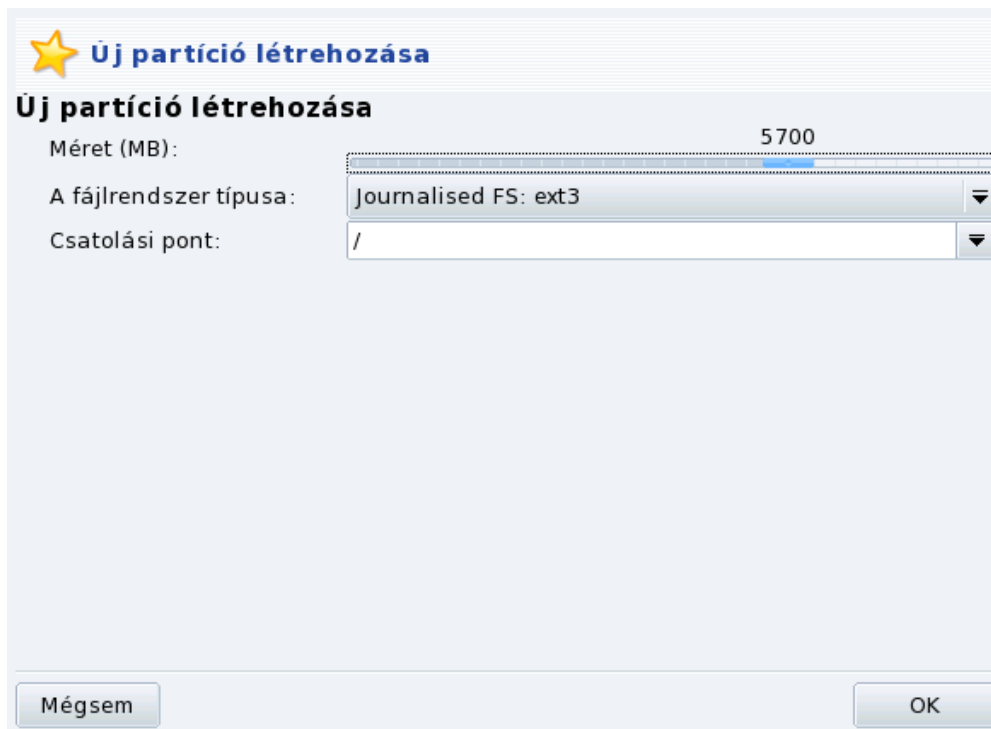 Új partíció létrehozása
Új partíció létrehozása
5700
Méret (MB):
A fájlrendszer típusa: Journalised FS: ext3
Csatolási pont: /
Mégsem OK